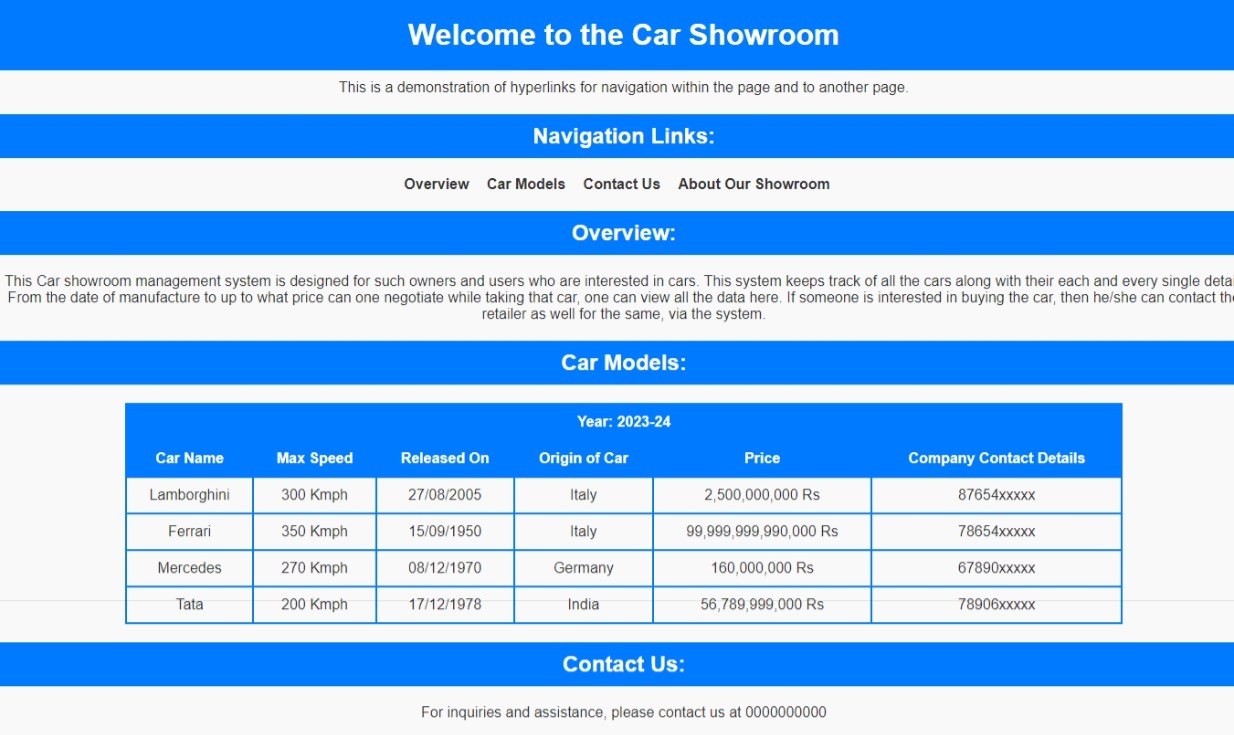 Welcome to the Car Showroom
This is a demonstration of hyperlinks for navigation within the page and to another page.
Navigation Links:
Overview Car Models Contact Us About Our Showroom
Overview:
This Car showroom management system is designed for such owners and users who are interested in cars. This system keeps track of all the cars along with their each and every single
From the date of manufacture to up to what price can one negotiate while taking that car, one can view all the data here. If someone is interested in buying the car, then he/she can contact
retailer as well for the same, via the system.
Car Models:
Year: 2023-24
Car Name Max Speed Released On Origin of Car Price Company Contact Details
Lamborghini 300 Kmph 27/08/2005 Italy 2,500,000,000 Rs 87654xxxxx
Ferrari 350 Kmph 15/09/1950 Italy 99,999,999,990,000 Rs 78654xxxxx
Mercedes 270 Kmph 08/12/1970 Germany 160,000,000 Rs 67890xxxxx
Tata 200 Kmph 17/12/1978 India 56,789,999,000 Rs 78906xxxxx
Contact Us:
For inquiries and assistance, please contact us at 0000000000